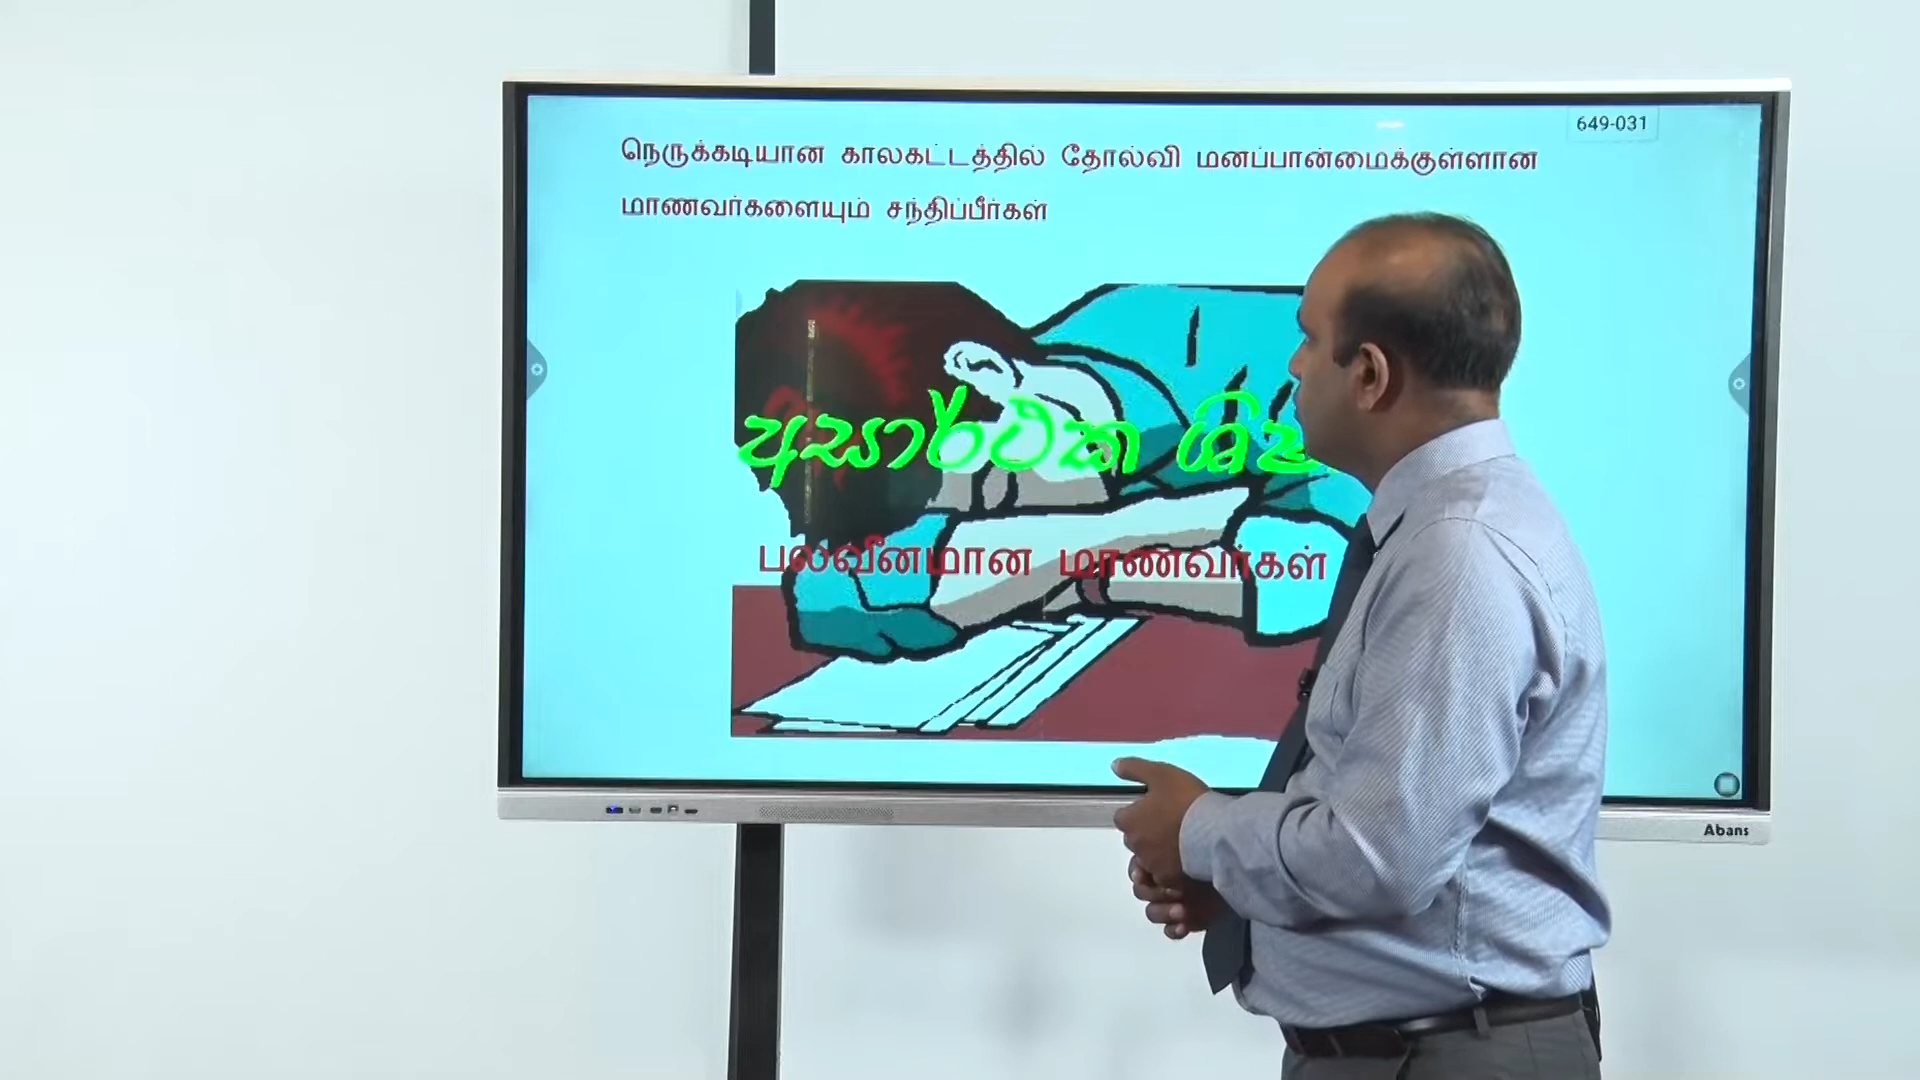 649-031
நெருக்கடியான காலகட்டத்தில் தோல்வி மனப்பான்மைக்குள்ளான
மாணவர்களையும் சந்திப்பீர்கள்
අසාර්ථක
பலவீனமான மாணவர்கள்
Abans